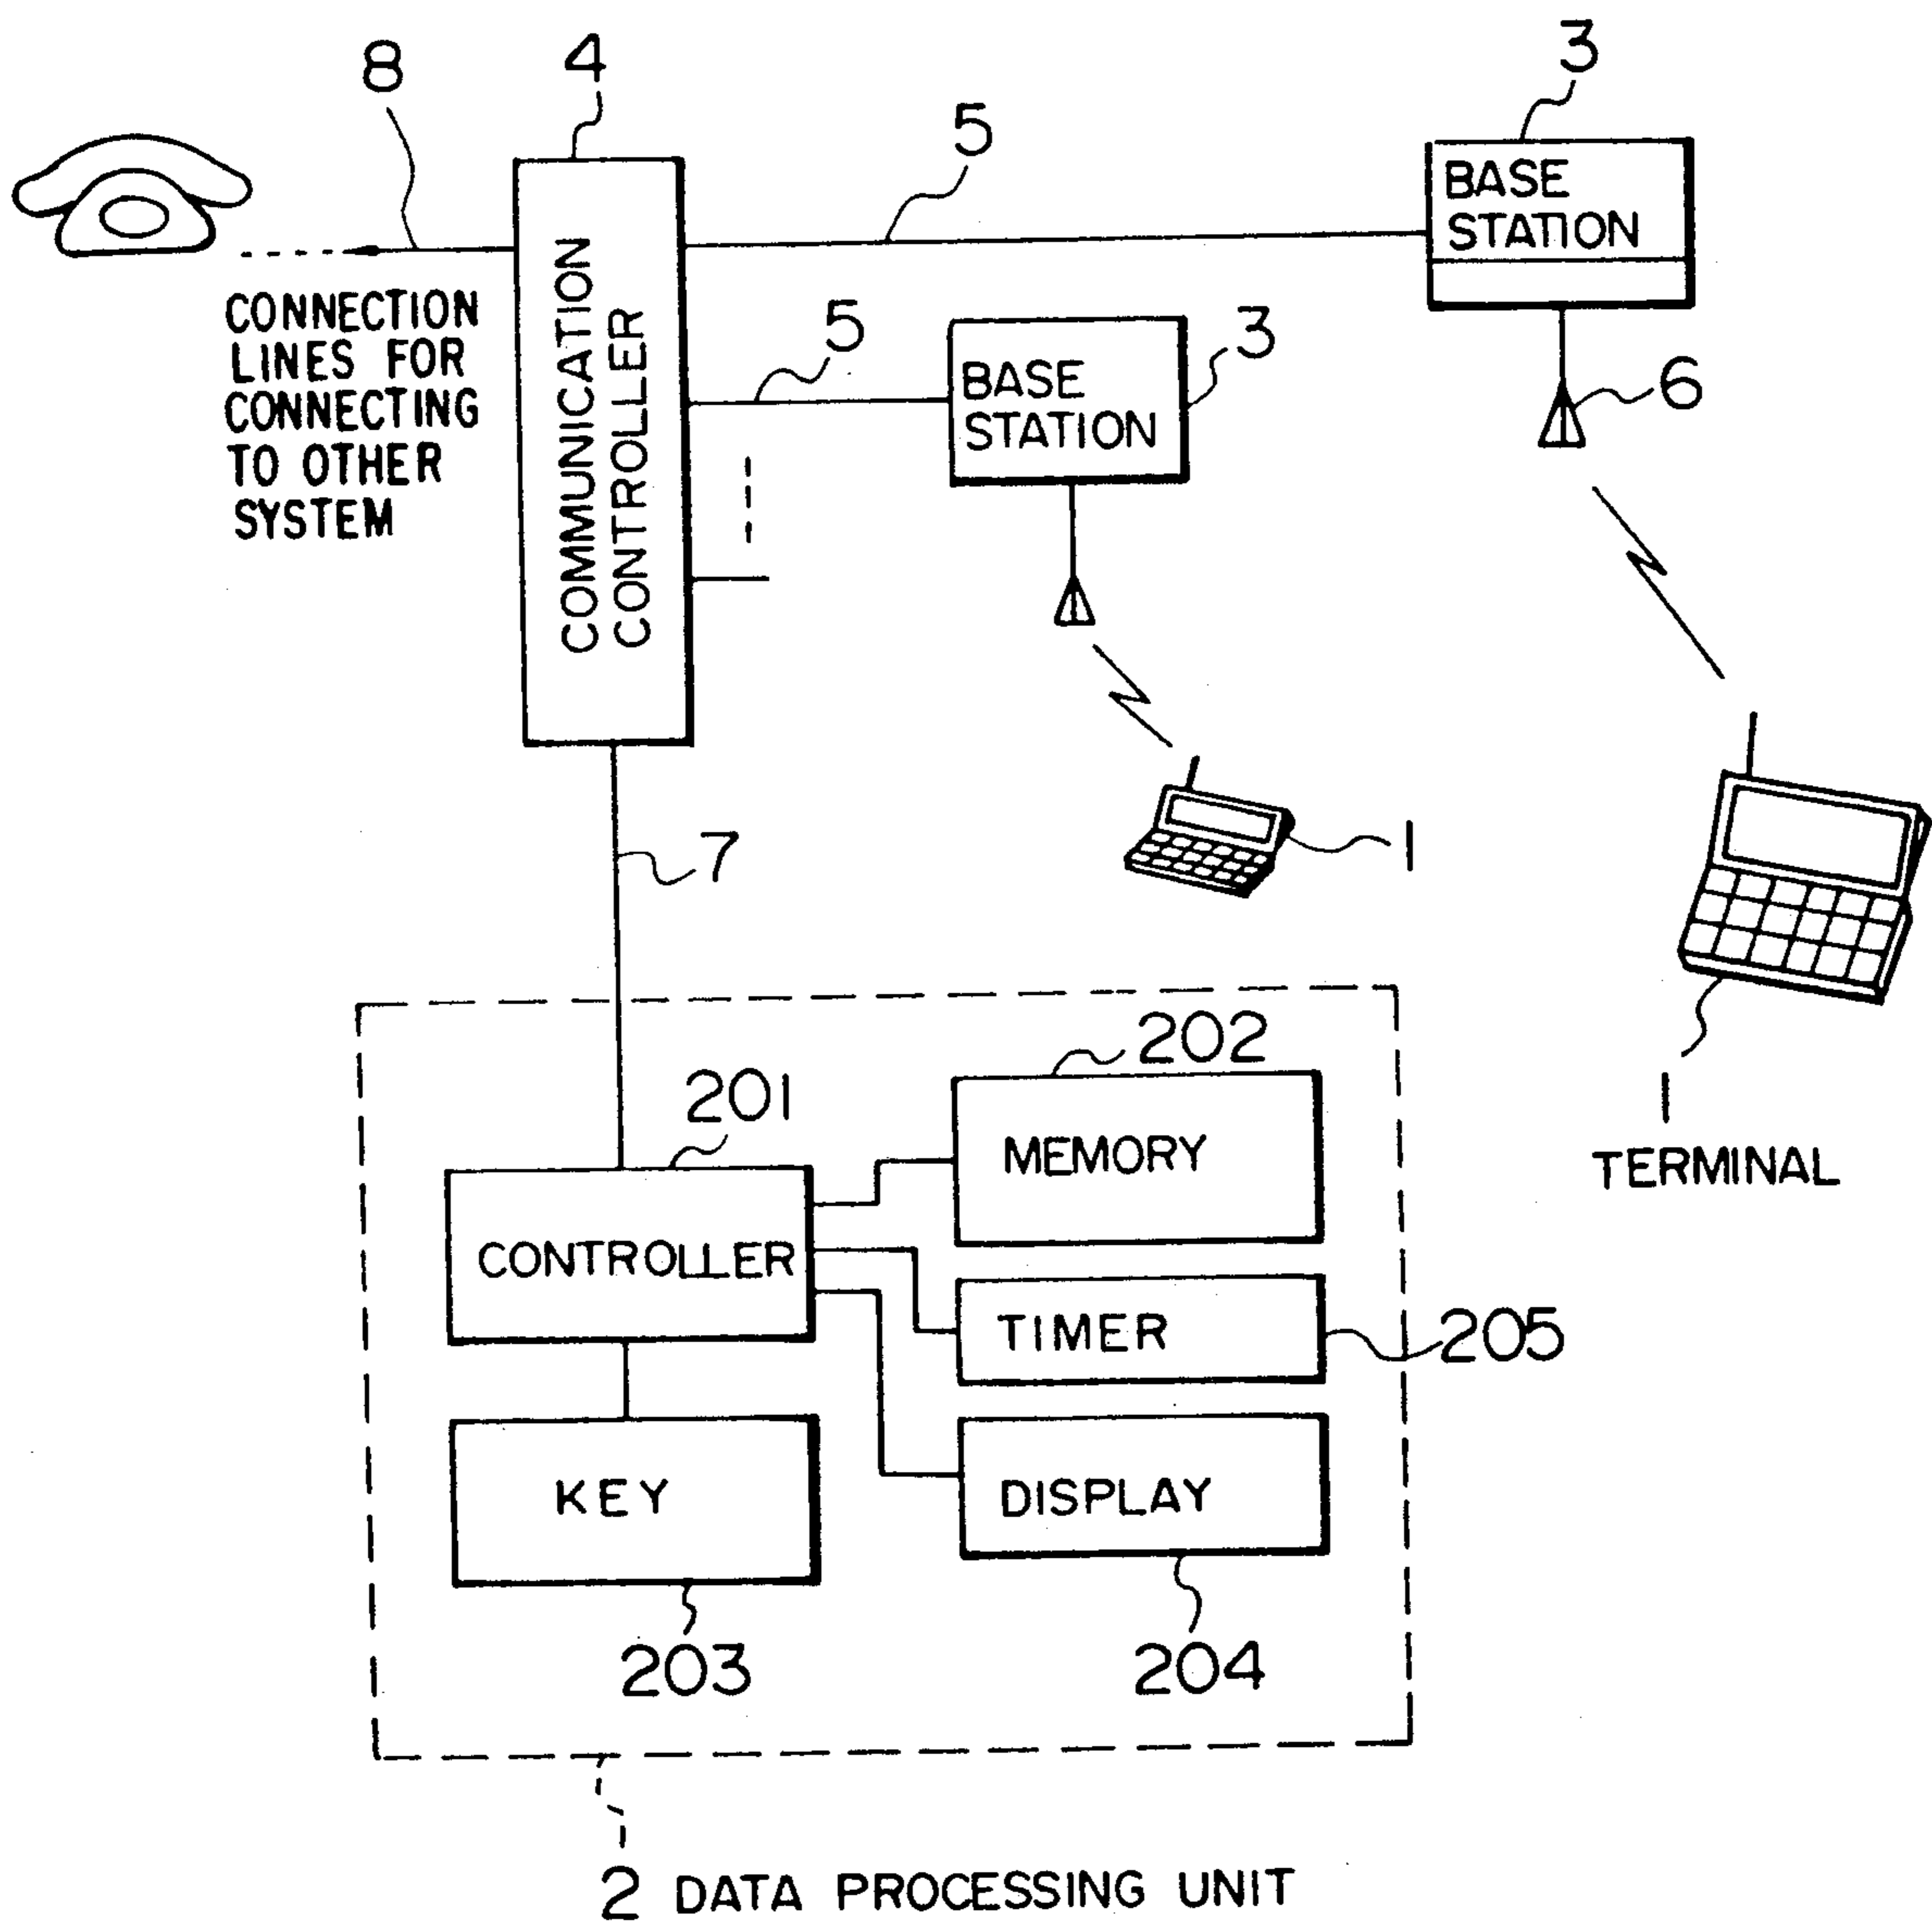 8
4
3
5
BASE
STATION
CONNECTION
LINES FOR
CONNECTING
TO OTHER
SYSTEM
COMMUNICATION
CONTROLLER
5
BASE
STATION
3
6
1
7
1
TERMINAL
202
201
MEMORY
CONTROLLER
TIMER
205
KEY
DISPLAY
203
204
2 DATA PROCESSING UNIT